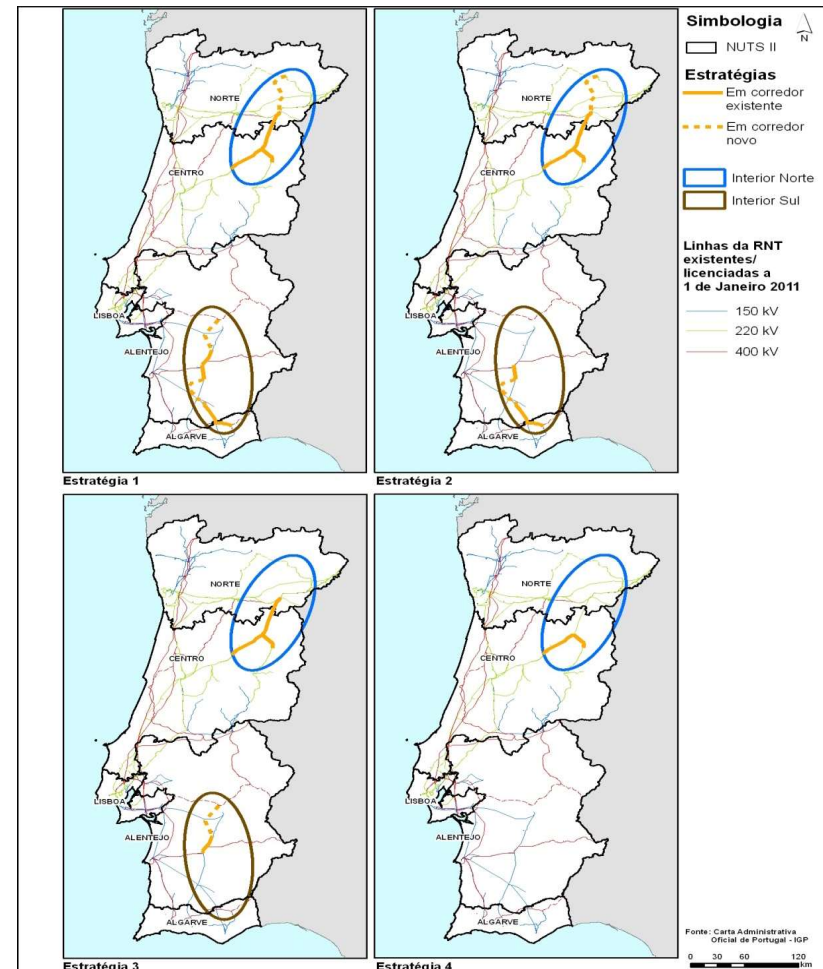 NORTE
CENTRO
LISBOA
ALENTEJO
ALGARVE
Estratégia 1
NORTE
CENTRO
LISBOA
ALENTEJO
ALGARVE
Estratégia 2
Simbologia
N
NUTS II
Estratégias
Em corredor
existente
Em corredor
novo
Interior Norte
Interior Sul
Linhas da RNT
existentes/
licenciadas a
1 de Janeiro 2011
150 kV
220 kV
400 kV
NORTE
CENTRO
LISBOA
ALENTEJO
ALGARVE
Estratégia 3
NORTE
CENTRO
LISBOA
ALENTEJO
ALGARVE
Estratégia 4
Fonte: Carta Administrativa
Oficial de Portugal - IGP
0 30 60 120
km